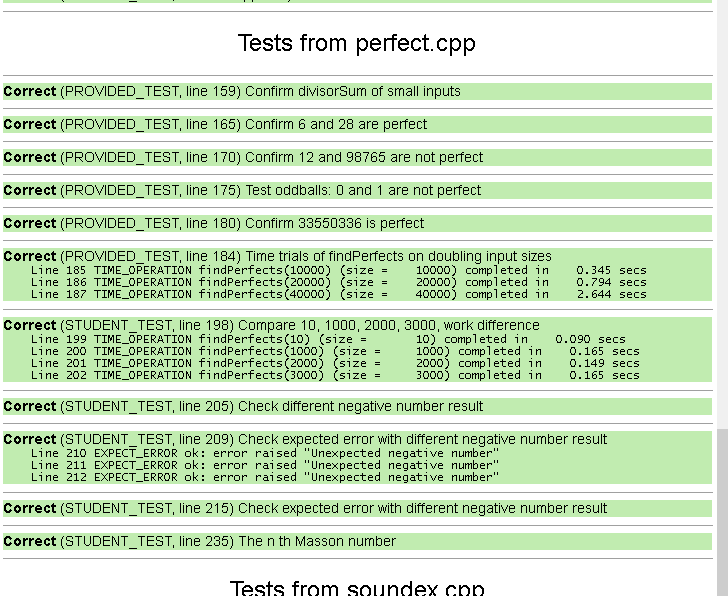 Tests from perfect.cpp
Correct (PROVIDED_TEST, line 159) Confirm divisorSum of small inputs
Correct (PROVIDED_TEST, line 165) Confirm 6 and 28 are perfect
Correct (PROVIDED_TEST, line 170) Confirm 12 and 98765 are not perfect
Correct (PROVIDED_TEST, line 175) Test oddballs: 0 and 1 are not perfect
Correct (PROVIDED_TEST, line 180) Confirm 33550336 is perfect
Correct (PROVIDED_TEST, line 184) Time trials of findPerfects on doubling input sizes
Line 185 TIME_OPERATION findPerfects(10000) (size = 10000) completed in 0.345 secs
Line 186 TIME_OPERATION findPerfects(20000) (size = 20000) completed in 0.794 secs
Line 187 TIME_OPERATION findPerfects(40000) (size = 40000) completed in 2.644 secs
Correct (STUDENT_TEST, line 198) Compare 10, 1000, 2000, 3000, work difference
Line 199 TIME_OPERATION findPerfects(10) (size = 10) completed in 0.090 secs
Line 200 TIME_OPERATION findPerfects(1000) (size = 1000) completed in 0.165 secs
Line 201 TIME_OPERATION findPerfects(2000) (size = 2000) completed in 0.149 secs
Line 202 TIME_OPERATION findPerfects(3000) (size = 3000) completed in 0.165 secs
Correct (STUDENT_TEST, line 205) Check different negative number result
Correct (STUDENT_TEST, line 209) Check expected error with different negative number result
Line 210 EXPECT_ERROR ok: error raised "Unexpected negative number"
Line 211 EXPECT_ERROR ok: error raised "Unexpected negative number"
Line 212 EXPECT_ERROR ok: error raised "Unexpected negative number"
Correct (STUDENT_TEST, line 215) Check expected error with different negative number result
Correct (STUDENT_TEST, line 235) The n th Masson number
Tests from soundex.cpp